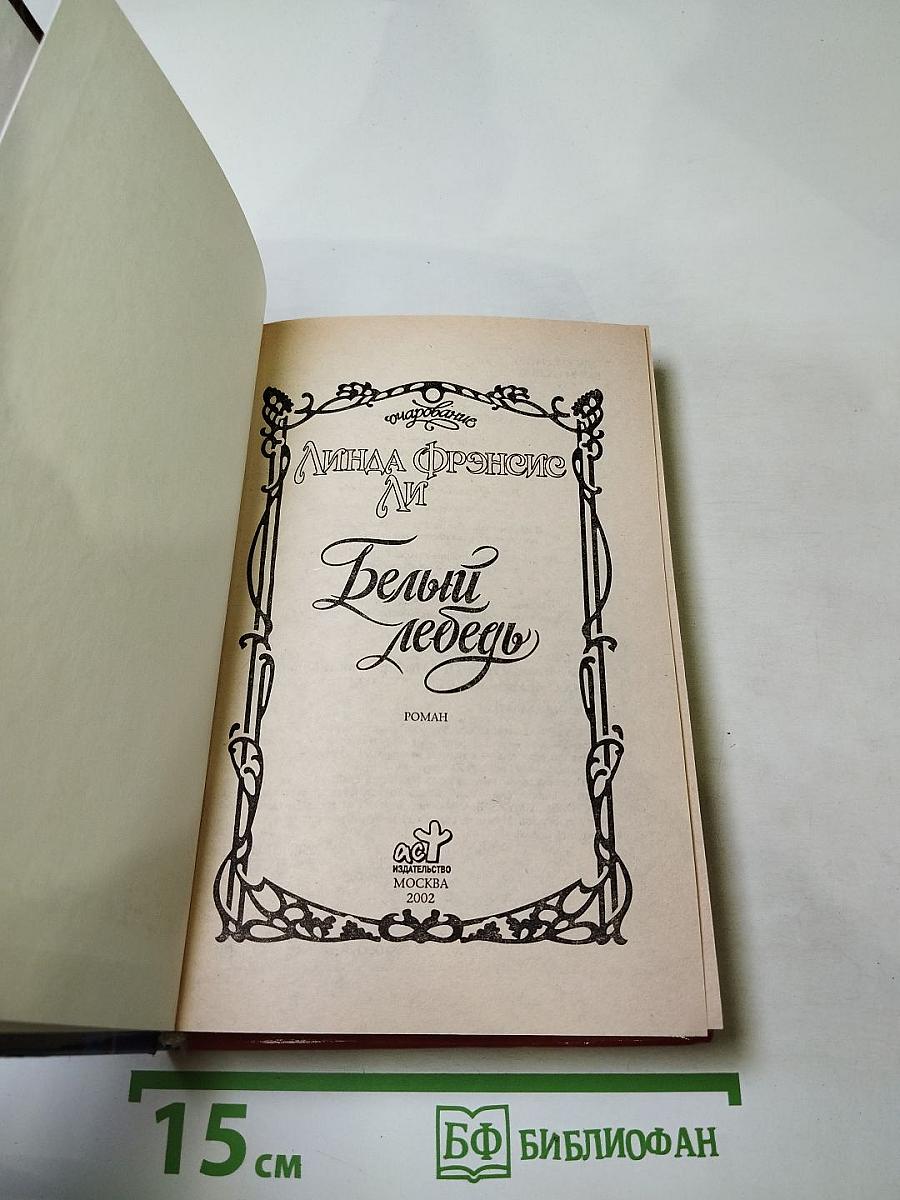 очарование
ЛИНДА ФРЭНСИС
ЛИ
Белый
лебедь
РОМАН
аст
ИЗДАТЕЛЬСТВО
МОСКВА
2002
15 см
БФ БИБЛИОФАН